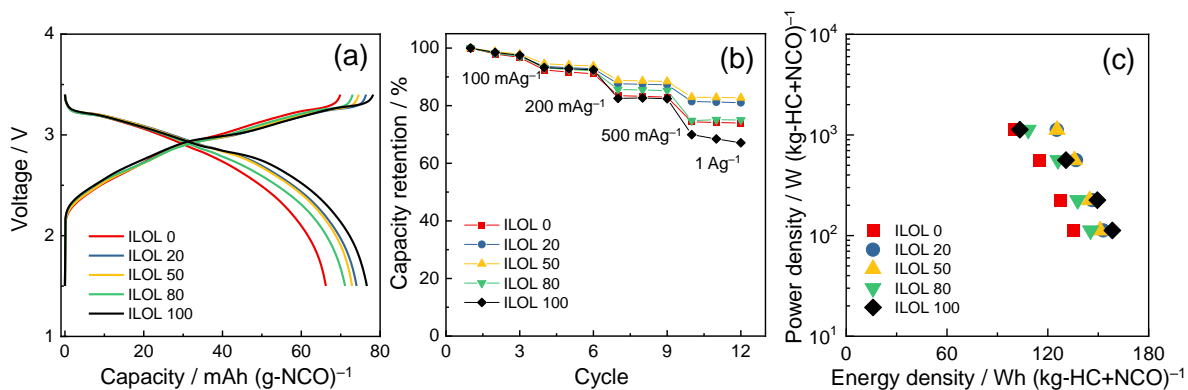 (a)
4
3
2
1
Voltage / V
ILOL 0
ILOL 20
ILOL 50
ILOL 80
ILOL 100
0 20 40 60 80
Capacity / mAh (g-NCO)⁻¹
(b)
100
80
60
40
20
0
Capacity retention / %
100 mAg⁻¹
200 mAg⁻¹
500 mAg⁻¹
1 Ag⁻¹
ILOL 0
ILOL 20
ILOL 50
ILOL 80
ILOL 100
0 3 6 9 12
Cycle
(c)
10⁴
10³
10²
10¹
Power density / W (kg-HC+NCO)⁻¹
ILOL 0
ILOL 20
ILOL 50
ILOL 80
ILOL 100
0 60 120 180
Energy density / Wh (kg-HC+NCO)⁻¹